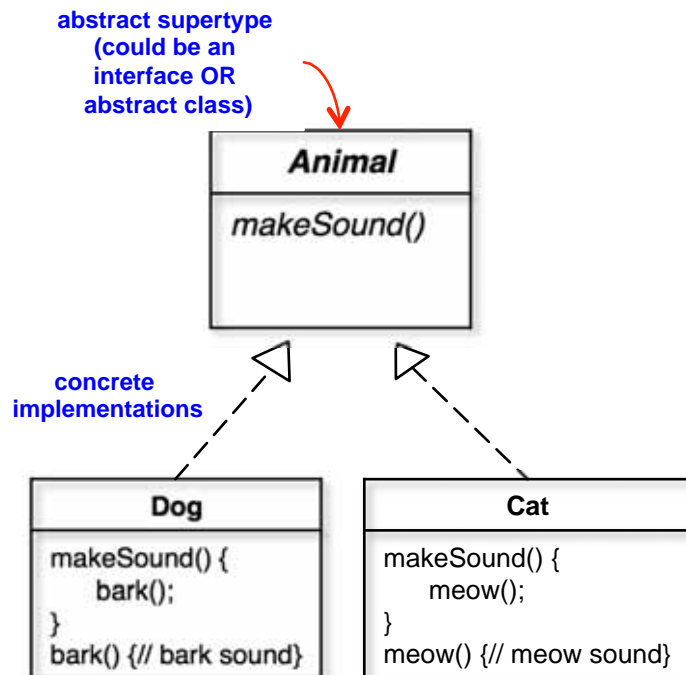 abstract supertype
(could be an
interface OR
abstract class)
Animal
makeSound()
concrete
implementations
Dog
makeSound() {
bark();
}
bark() {// bark sound}
Cat
makeSound() {
meow();
}
meow() {// meow sound}